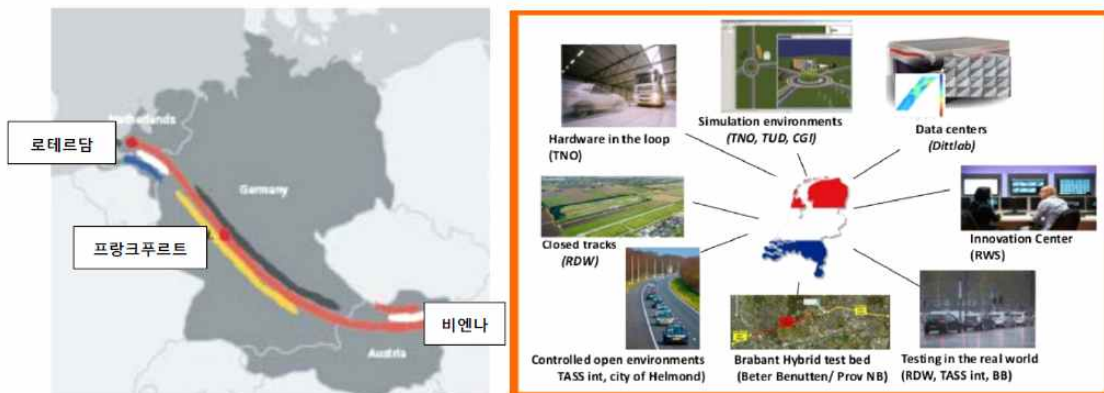 Netherlands
로테르담
Germany
프랑크푸르트
비엔나
Austria
Hardware in the loop
(TNO)
Simulation environments
(TNO, TUD, CGI)
Data centers
(Dittlab)
Closed tracks
(RDW)
Innovation Center
(RWS)
Controlled open environments
TASS int, city of Helmond)
Brabant Hybrid test bed
(Beter Benutten/ Prov NB)
Testing in the real world
(RDW, TASS int, BB)